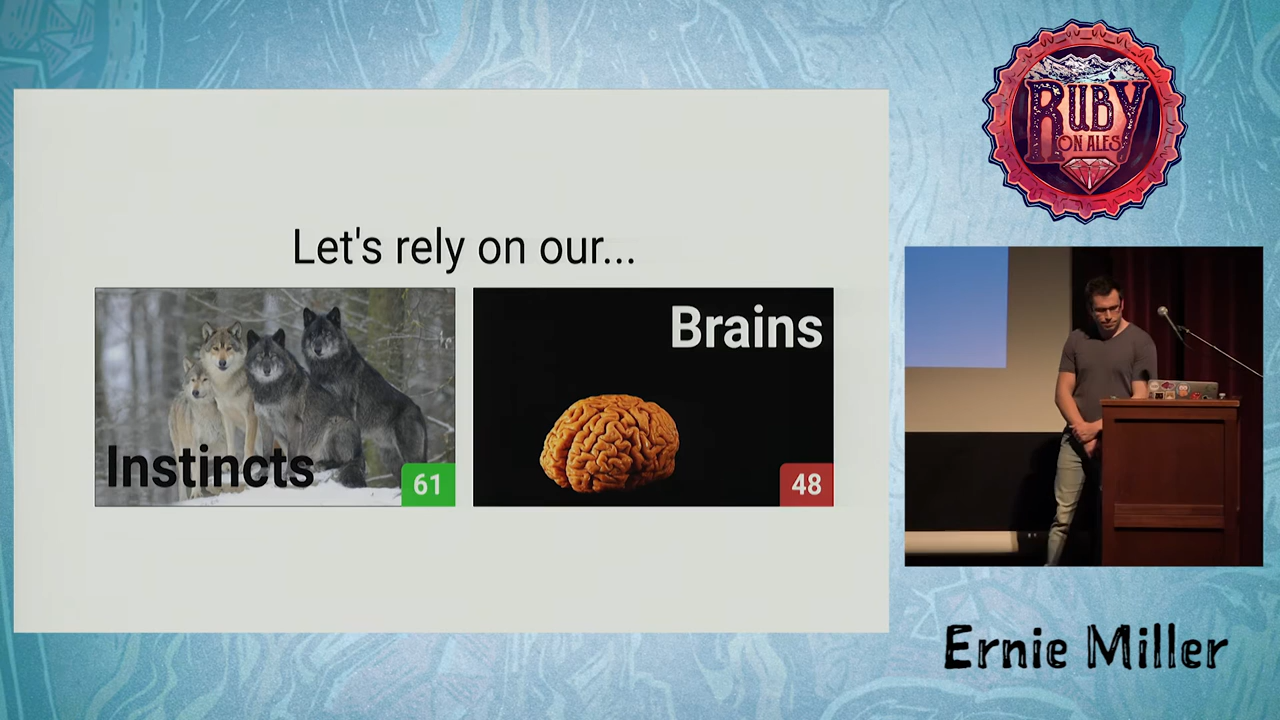 Let's rely on our...
Instincts
61
Brains
48
RUBY
ON ALES
Ernie Miller